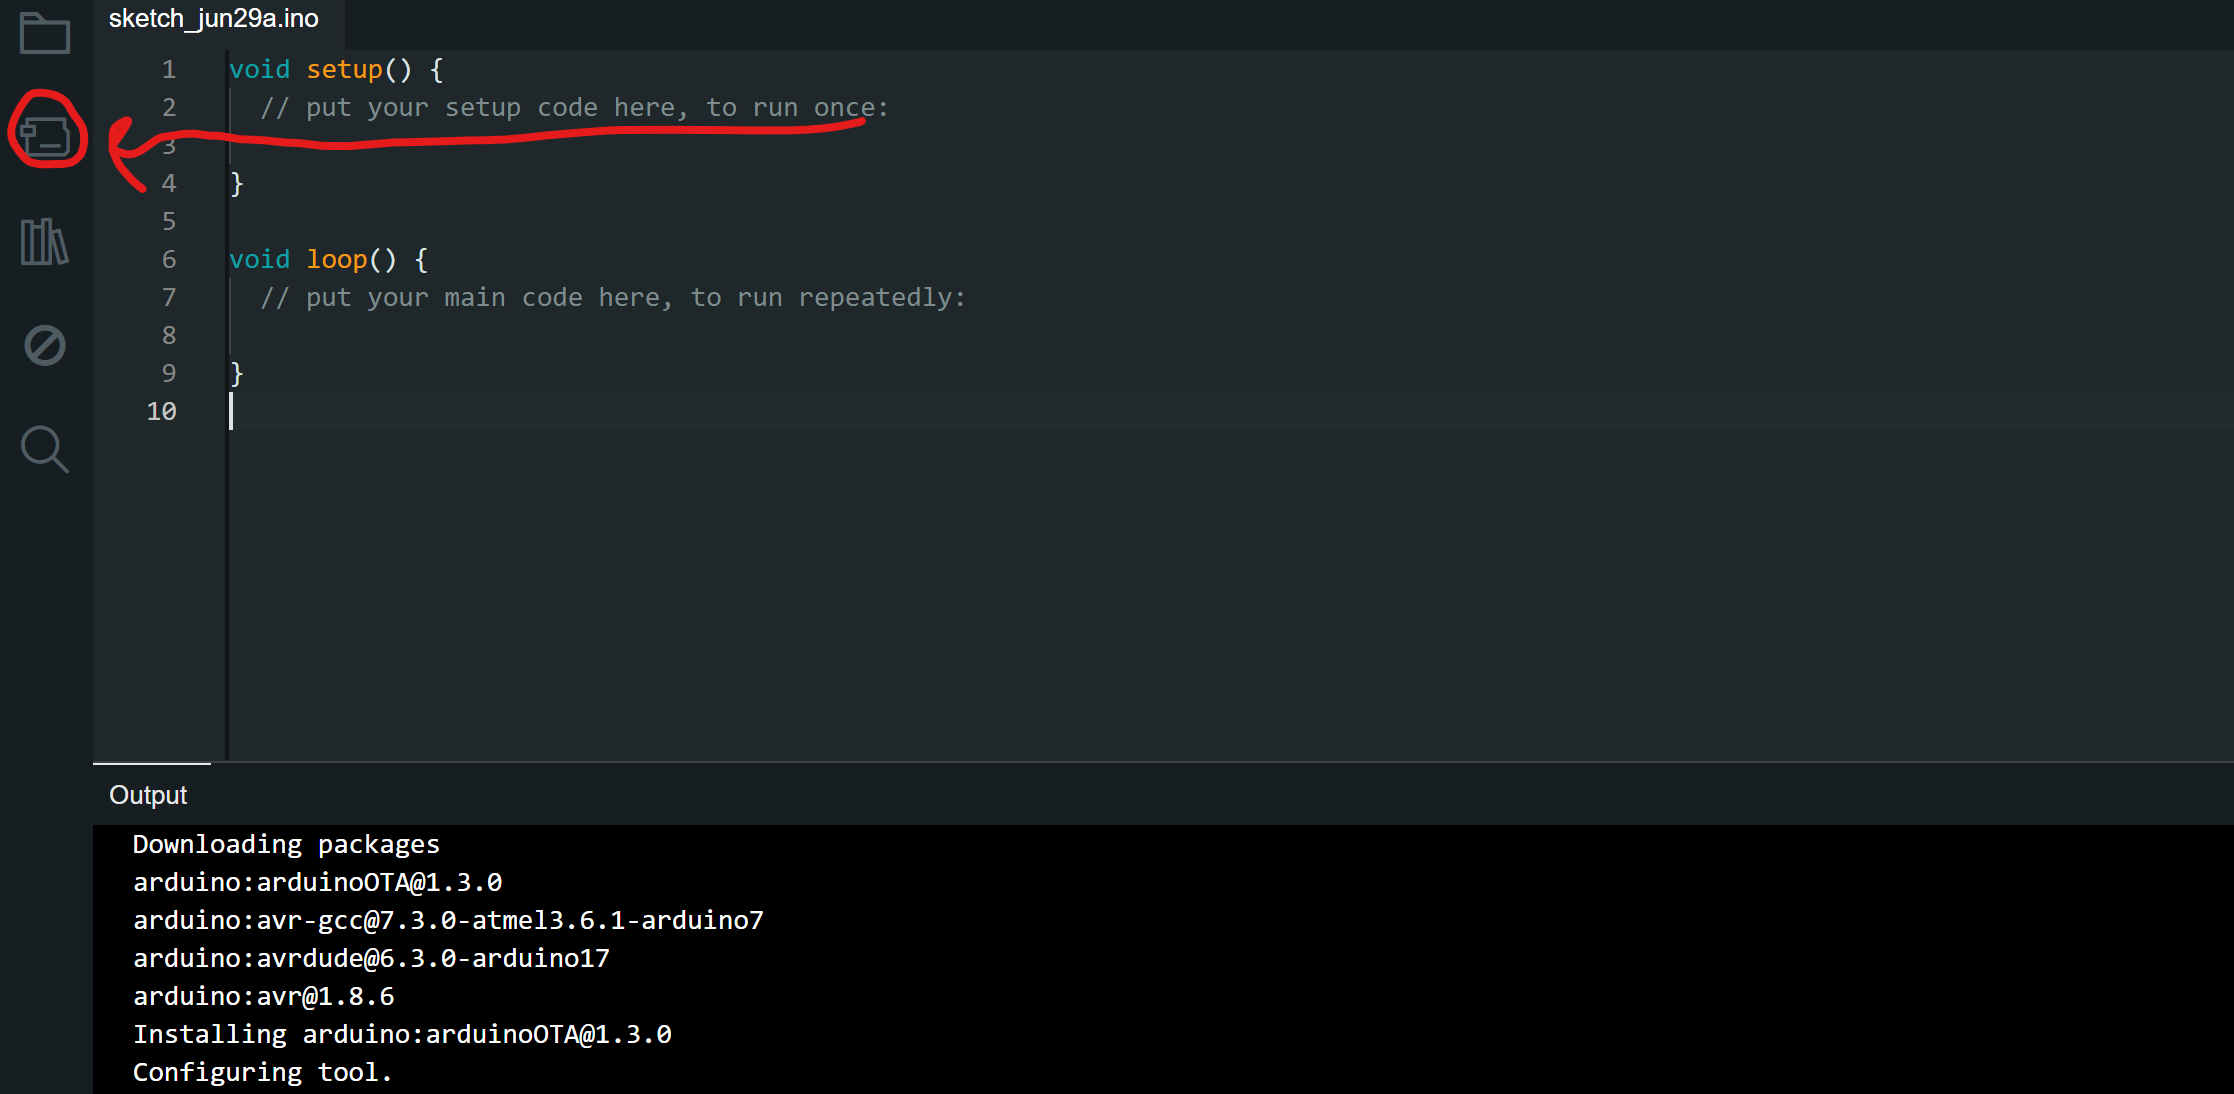 sketch_jun29a.ino
1 void setup() {
2 // put your setup code here, to run once:
3
4 }
5
6 void loop() {
7 // put your main code here, to run repeatedly:
8
9 }
10
Output
Downloading packages
arduino:arduinoOTA@1.3.0
arduino:avr-gcc@7.3.0-atmel3.6.1-arduino7
arduino:avrdude@6.3.0-arduino17
arduino:avr@1.8.6
Installing arduino:arduinoOTA@1.3.0
Configuring tool.